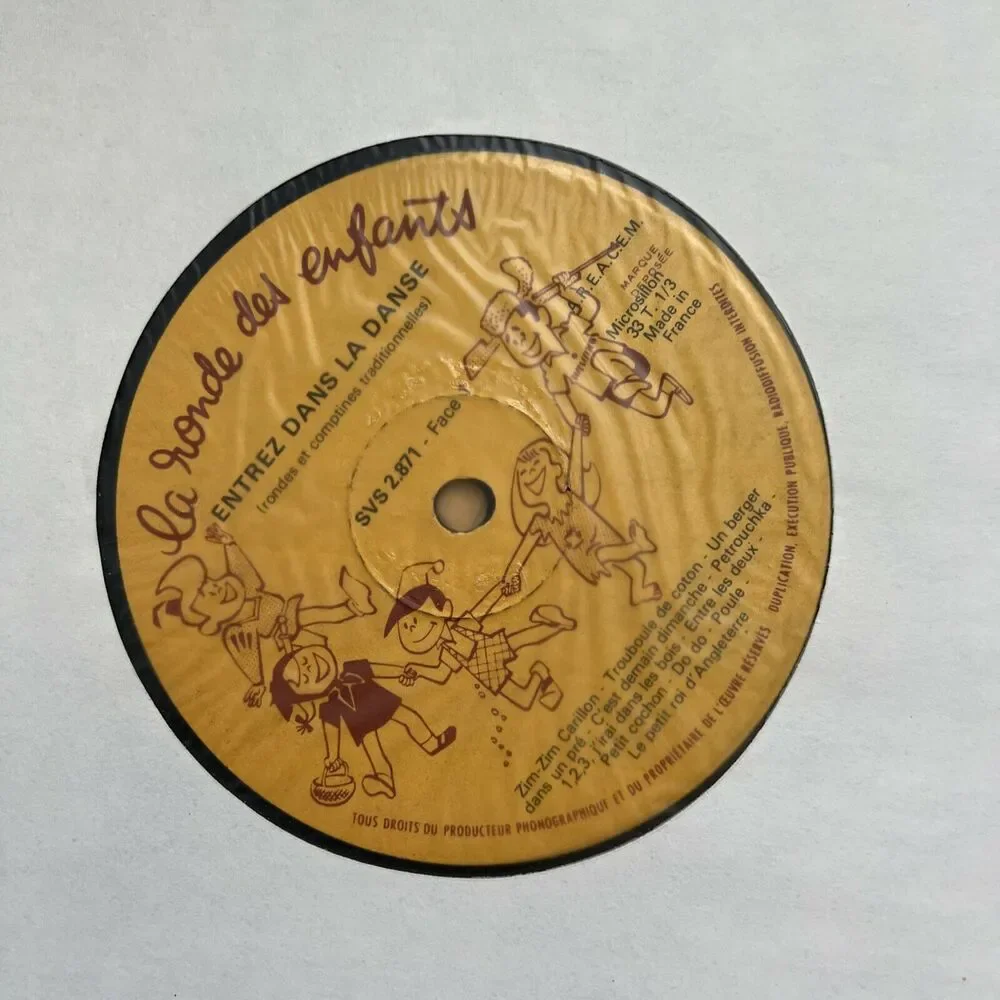 la ronde des enfants
ENTREZ DANS LA DANSE
(rondes et comptines traditionnelles)
SVS 2.871 - Face
R.E.A.C.E.M.
MARQUE
DÉPOSÉE
Microsillon
33 T. 1/3
Made in
France
Zim-Zim Carillon - Trouboule de coton - Un berger
dans un pré - C'est demain dimanche - Petrouchka -
1,2,3, j'irai dans les bois - Entre les deux -
Petit cochon - Do do - Poule -
Le petit roi d'Angleterre
TOUS DROITS DU PRODUCTEUR PHONOGRAPHIQUE ET DU PROPRIÉTAIRE DE L'ŒUVRE RÉSERVÉS DUPLICATION, EXECUTION PUBLIQUE, RADIODIFFUSION INTERDITES